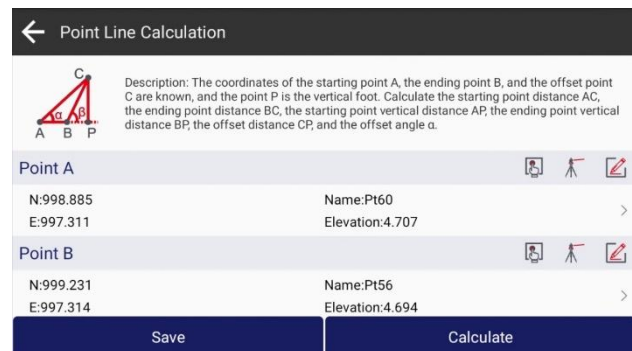 Point Line Calculation
C
α β
A B P
Description: The coordinates of the starting point A, the ending point B, and the offset point
C are known, and the point P is the vertical foot. Calculate the starting point distance AC,
the ending point distance BC, the starting point vertical distance AP, the ending point vertical
distance BP, the offset distance CP, and the offset angle α.
Point A
N:998.885 Name:Pt60
E:997.311 Elevation:4.707
Point B
N:999.231 Name:Pt56
E:997.314 Elevation:4.694
Save Calculate